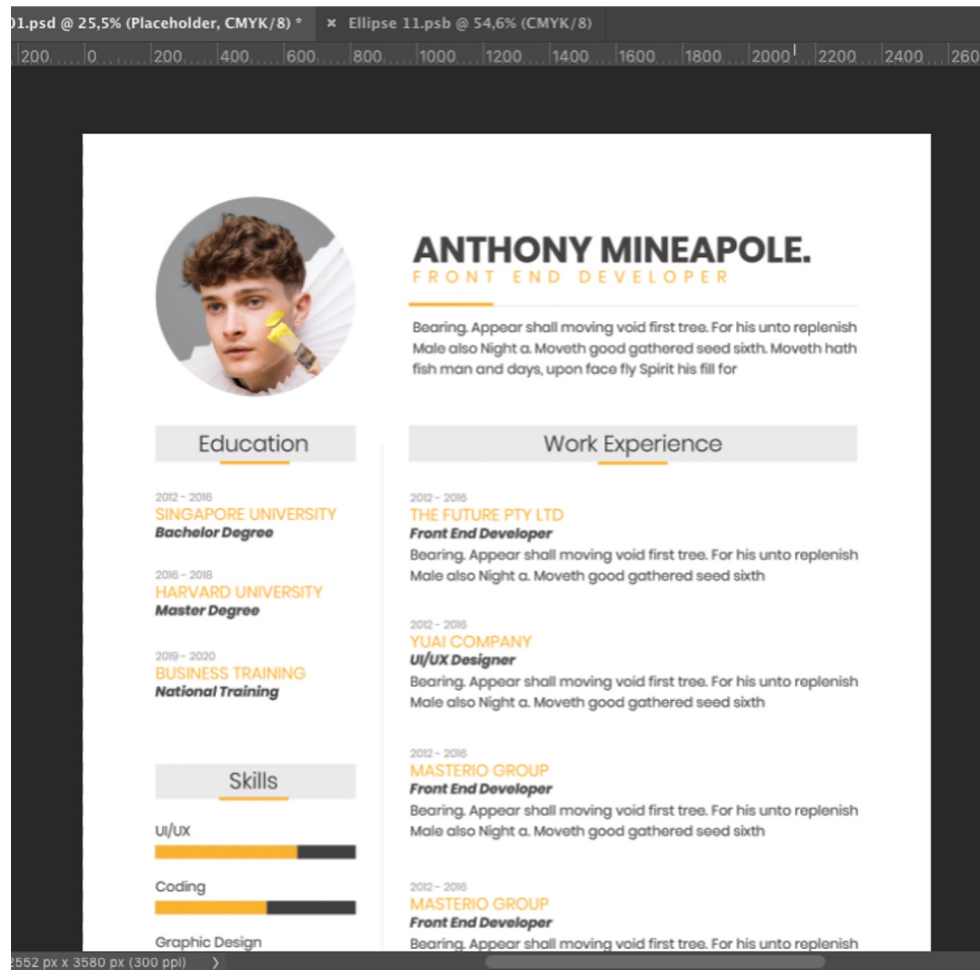 01.psd @ 25,5% (Placeholder, CMYK/8) *
× Ellipse 11.psb @ 54,6% (CMYK/8)
200 0 200 400 600 800 1000 1200 1400 1600 1800 2000 2200 2400 260
ANTHONY MINEAPOLE.
FRONT END DEVELOPER
Bearing. Appear shall moving void first tree. For his unto replenish
Male also Night a. Moveth good gathered seed sixth. Moveth hath
fish man and days, upon face fly Spirit his fill for
Education
2012 - 2016
SINGAPORE UNIVERSITY
Bachelor Degree
2016 - 2018
HARVARD UNIVERSITY
Master Degree
2019 - 2020
BUSINESS TRAINING
National Training
Skills
UI/UX
Coding
Graphic Design
Work Experience
2012 - 2016
THE FUTURE PTY LTD
Front End Developer
Bearing. Appear shall moving void first tree. For his unto replenish
Male also Night a. Moveth good gathered seed sixth
2012 - 2016
YUAI COMPANY
UI/UX Designer
Bearing. Appear shall moving void first tree. For his unto replenish
Male also Night a. Moveth good gathered seed sixth
2012 - 2016
MASTERIO GROUP
Front End Developer
Bearing. Appear shall moving void first tree. For his unto replenish
Male also Night a. Moveth good gathered seed sixth
2012 - 2016
MASTERIO GROUP
Front End Developer
Bearing. Appear shall moving void first tree. For his unto replenish
2552 px x 3580 px (300 ppi)